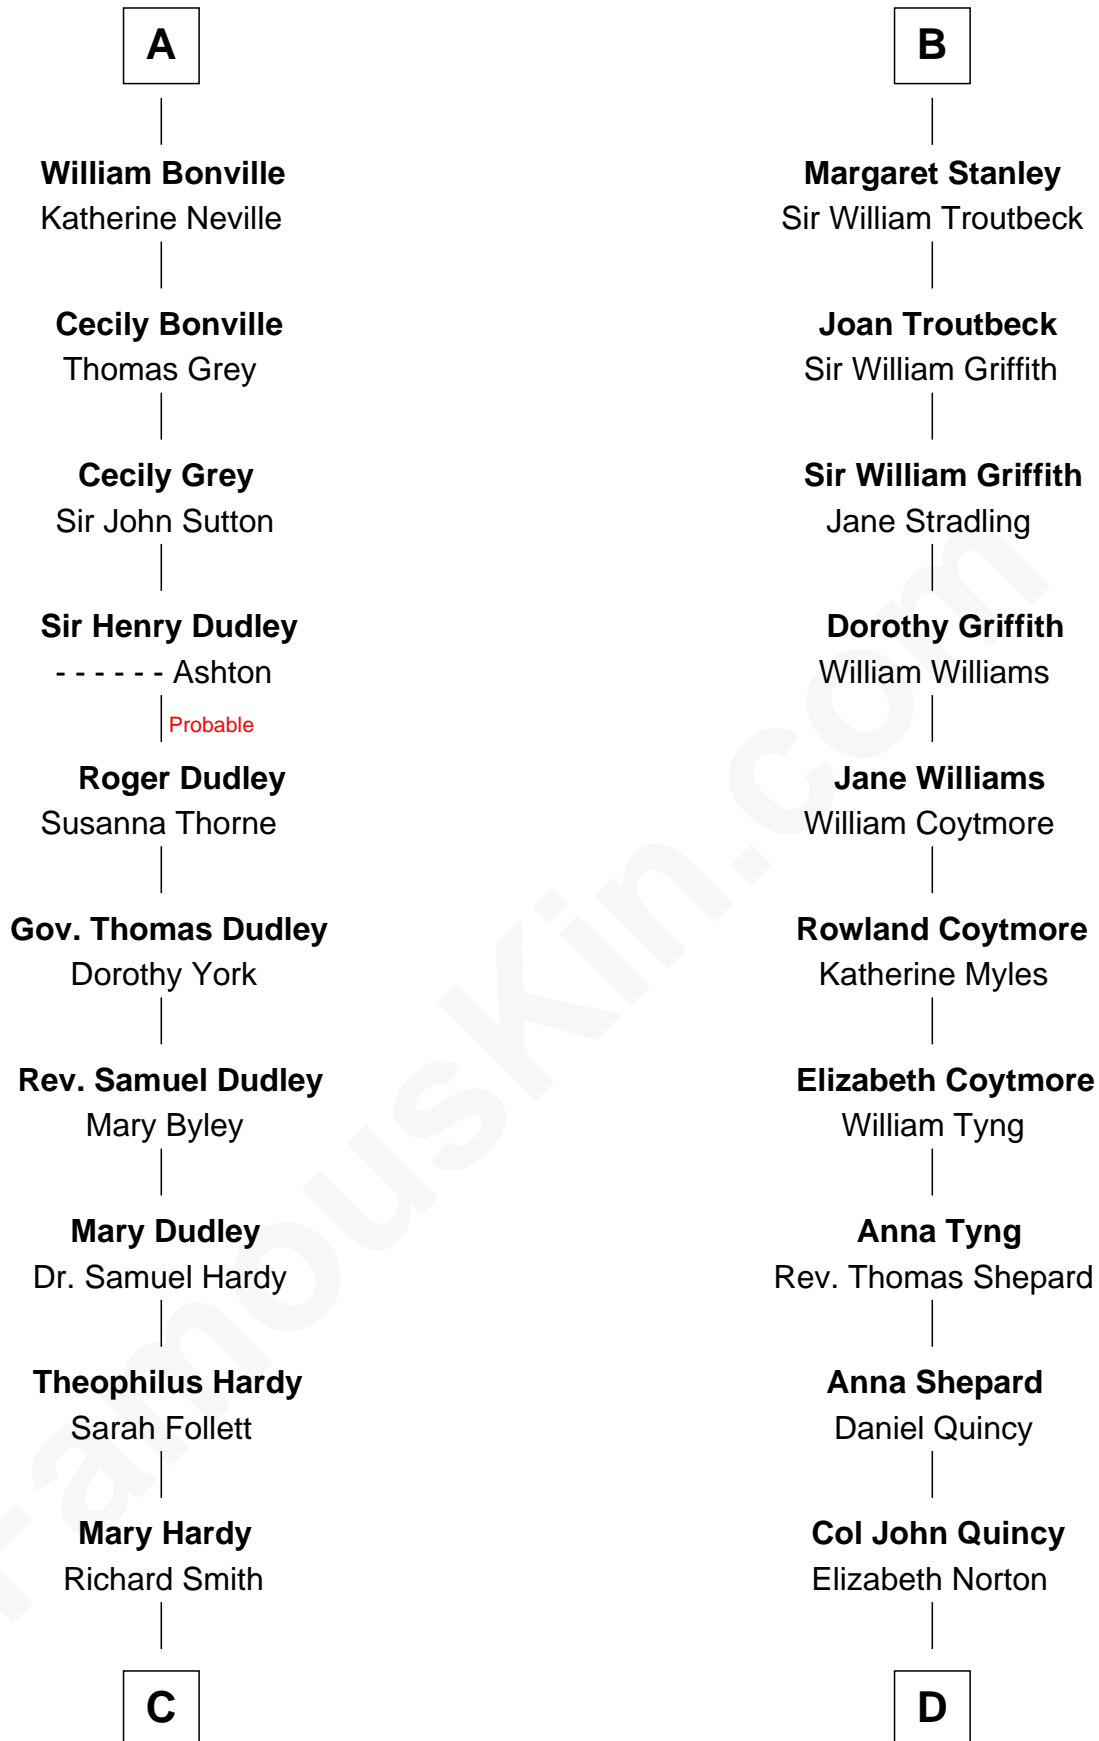 A
William Bonville
Katherine Neville
Cecily Bonville
Thomas Grey
Cecily Grey
Sir John Sutton
Sir Henry Dudley
- - - - - - Ashton
Probable
Roger Dudley
Susanna Thorne
Gov. Thomas Dudley
Dorothy York
Rev. Samuel Dudley
Mary Byley
Mary Dudley
Dr. Samuel Hardy
Theophilus Hardy
Sarah Follett
Mary Hardy
Richard Smith
C
B
Margaret Stanley
Sir William Troutbeck
Joan Troutbeck
Sir William Griffith
Sir William Griffith
Jane Stradling
Dorothy Griffith
William Williams
Jane Williams
William Coytmore
Rowland Coytmore
Katherine Myles
Elizabeth Coytmore
William Tyng
Anna Tyng
Rev. Thomas Shepard
Anna Shepard
Daniel Quincy
Col John Quincy
Elizabeth Norton
D
FamousKin.com